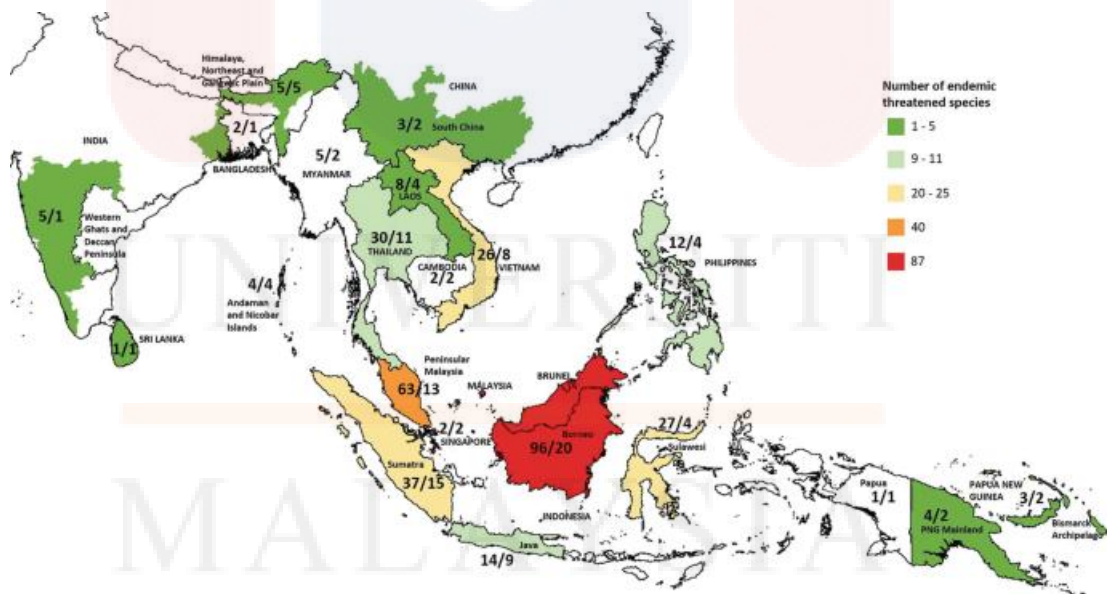 Himalaya,
Northeast and
Gangetic Plain
5/5
CHINA
3/2
South China
2/1
INDIA
BANGLADESH
5/2
MYANMAR
8/4
LAOS
5/1
Western
Ghats and
Deccan
Peninsula
30/11
THAILAND
26/8
VIETNAM
CAMBODIA
2/2
12/4
PHILIPPINES
4/4
Andaman
and Nicobar
Islands
1/1
SRI LANKA
Peninsular
Malaysia
63/13
MALAYSIA
BRUNEI
2/2
SINGAPORE
96/20
Borneo
27/4
Sulawesi
Sumatra
37/15
INDONESIA
Java
14/9
Papua
1/1
PAPUA NEW
GUINEA
3/2
4/2
PNG Mainland
Bismarck
Archipelago
Number of endemic
threatened species
1 - 5
9 - 11
20 - 25
40
87
UNIVERSITI
MALAYSIA